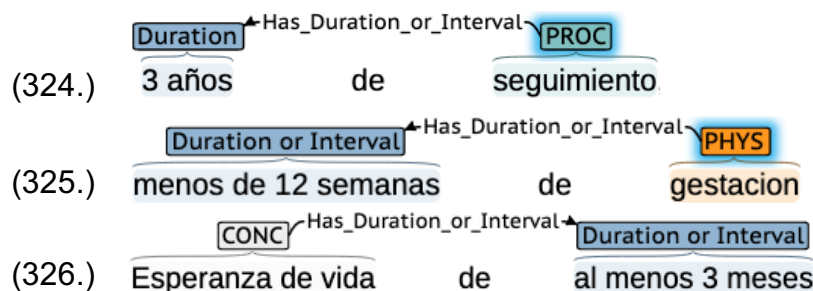 Duration Has_Duration_or_Interval PROC
(324.) 3 años de seguimiento
Duration or Interval Has_Duration_or_Interval PHYS
(325.) menos de 12 semanas de gestacion
CONC Has_Duration_or_Interval Duration or Interval
(326.) Esperanza de vida de al menos 3 meses